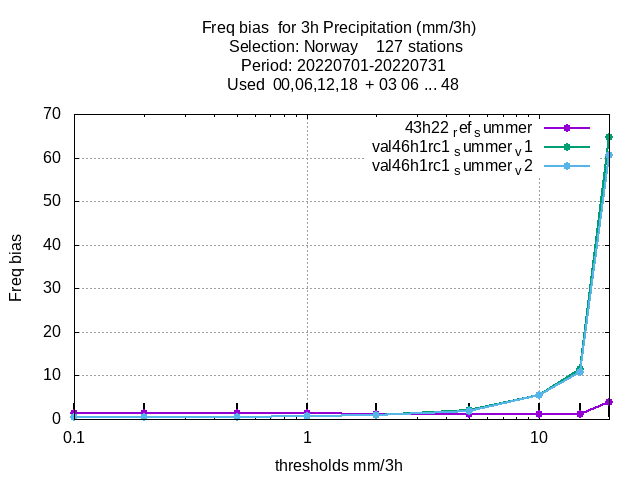 Freq bias for 3h Precipitation (mm/3h)
Selection: Norway 127 stations
Period: 20220701-20220731
Used 00,06,12,18 + 03 06 ... 48
43h22 ref summer
val46h1rc1 summer v1
val46h1rc1 summer v2
70
60
50
40
30
20
10
0
Freq bias
0.1 1 10
thresholds mm/3h